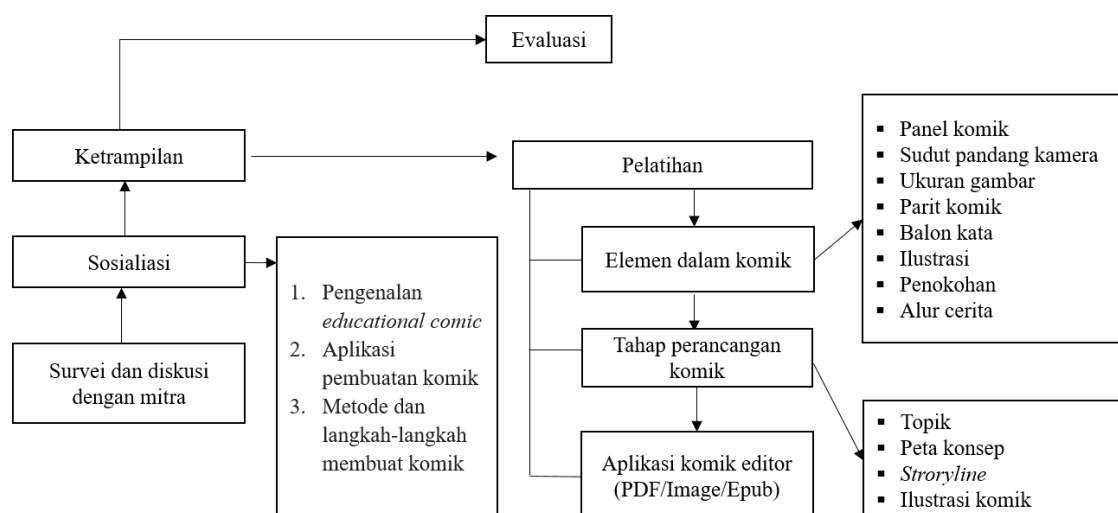 Evaluasi
Ketrampilan
Sosialiasi
Survei dan diskusi
dengan mitra
1. Pengenalan
educational comic
2. Aplikasi
pembuatan komik
3. Metode dan
langkah-langkah
membuat komik
Pelatihan
Elemen dalam komik
Tahap perancangan
komik
Aplikasi komik editor
(PDF/Image/Epub)
▪ Panel komik
▪ Sudut pandang kamera
▪ Ukuran gambar
▪ Parit komik
▪ Balon kata
▪ Ilustrasi
▪ Penokohan
▪ Alur cerita
▪ Topik
▪ Peta konsep
▪ Stroryline
▪ Ilustrasi komik